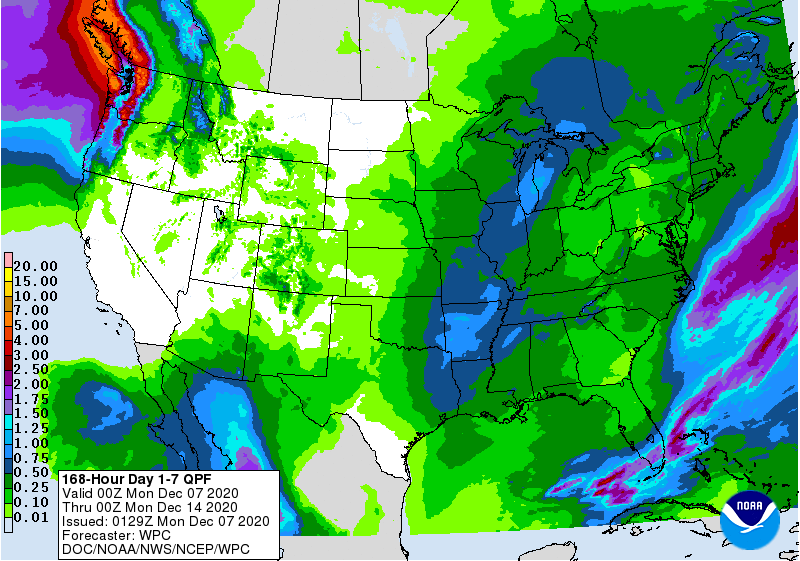 20.00
15.00
10.00
7.00
5.00
4.00
3.00
2.50
2.00
1.75
1.50
1.25
1.00
0.75
0.50
0.25
0.10
0.01
168-Hour Day 1-7 QPF
Valid 00Z Mon Dec 07 2020
Thru 00Z Mon Dec 14 2020
Issued: 0129Z Mon Dec 07 2020
Forecaster: WPC
DOC/NOAA/NWS/NCEP/WPC
NOAA